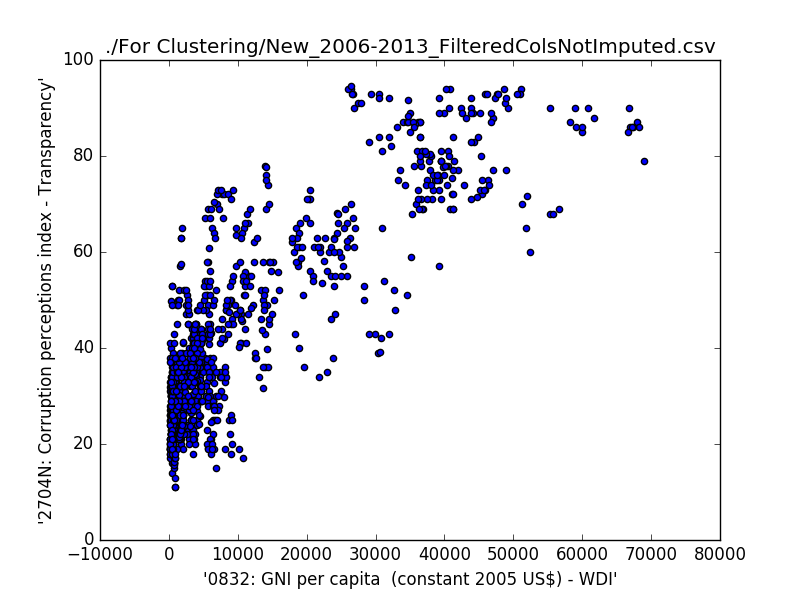 ./For Clustering/New_2006-2013_FilteredColsNotImputed.csv
100
80
60
40
20
0
'2704N: Corruption perceptions index - Transparency'
−10000 0 10000 20000 30000 40000 50000 60000 70000 80000
'0832: GNI per capita  (constant 2005 US$) - WDI'